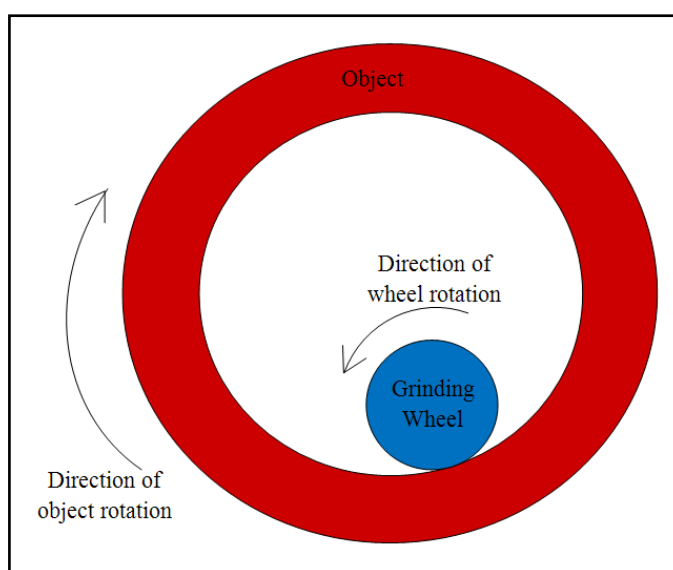 Object
Direction of
wheel rotation
Grinding
Wheel
Direction of
object rotation